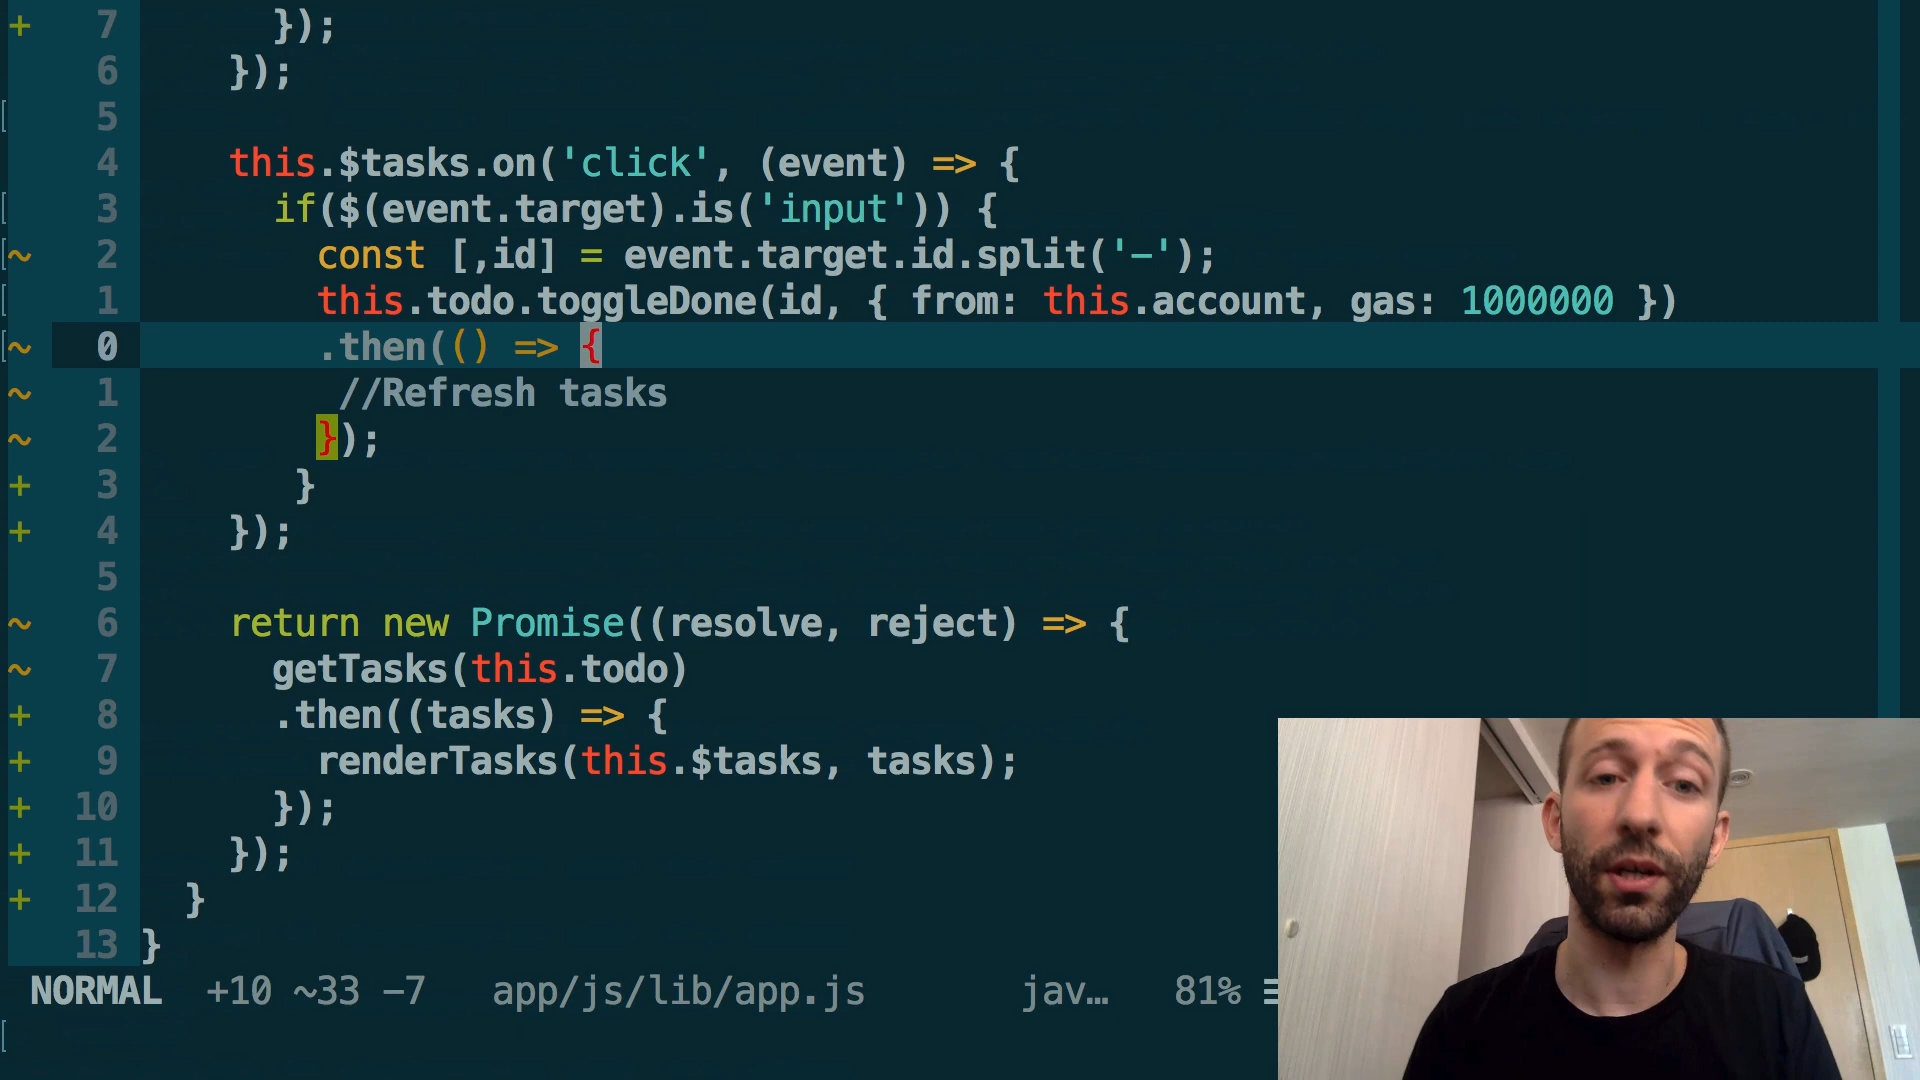 + 7 });
6 });
5
4 this.$tasks.on('click', (event) => {
3 if($(event.target).is('input')) {
~ 2 const [,id] = event.target.id.split('-');
1 this.todo.toggleDone(id, { from: this.account, gas: 1000000 })
~ 0 .then(() => {
~ 1 //Refresh tasks
~ 2 });
+ 3 }
+ 4 });
5
~ 6 return new Promise((resolve, reject) => {
~ 7 getTasks(this.todo)
+ 8 .then((tasks) => {
+ 9 renderTasks(this.$tasks, tasks);
+ 10 });
+ 11 });
+ 12 }
13 }
NORMAL +10 ~33 -7 app/js/lib/app.js jav… 81% ☰